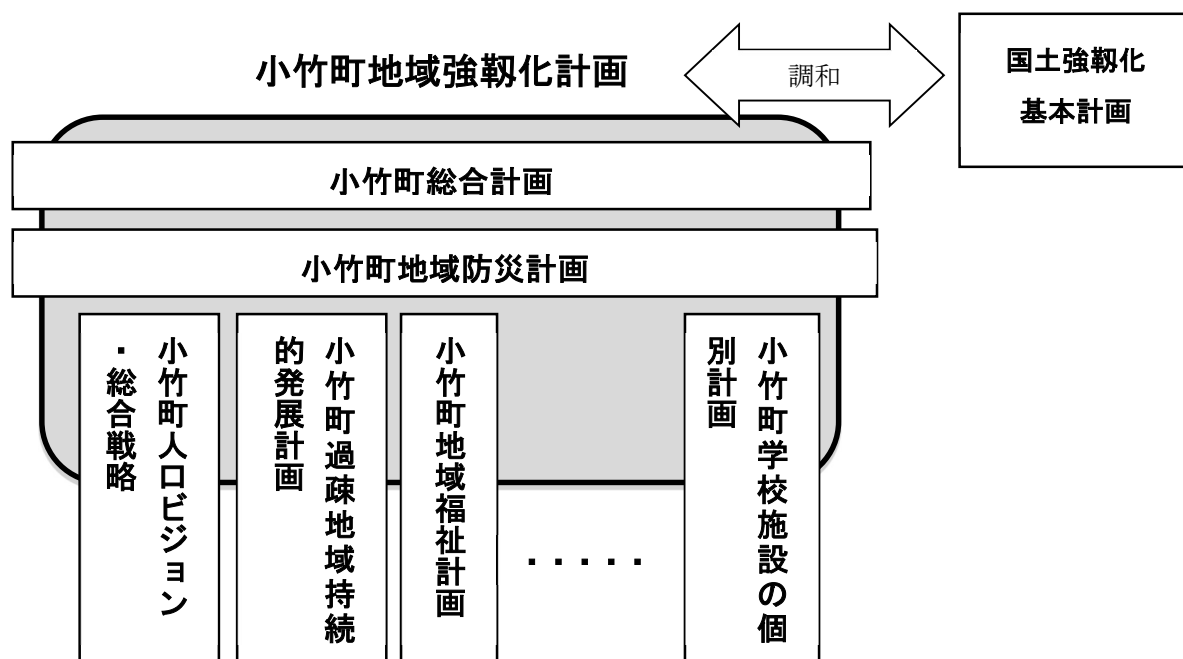 小竹町地域強靱化計画
調和
国土強靱化
基本計画
小竹町総合計画
小竹町地域防災計画
小竹町人口ビジョン
・総合戦略
小竹町過疎地域持続
的発展計画
小竹町地域福祉計画
・・・・・
小竹町学校施設の個
別計画